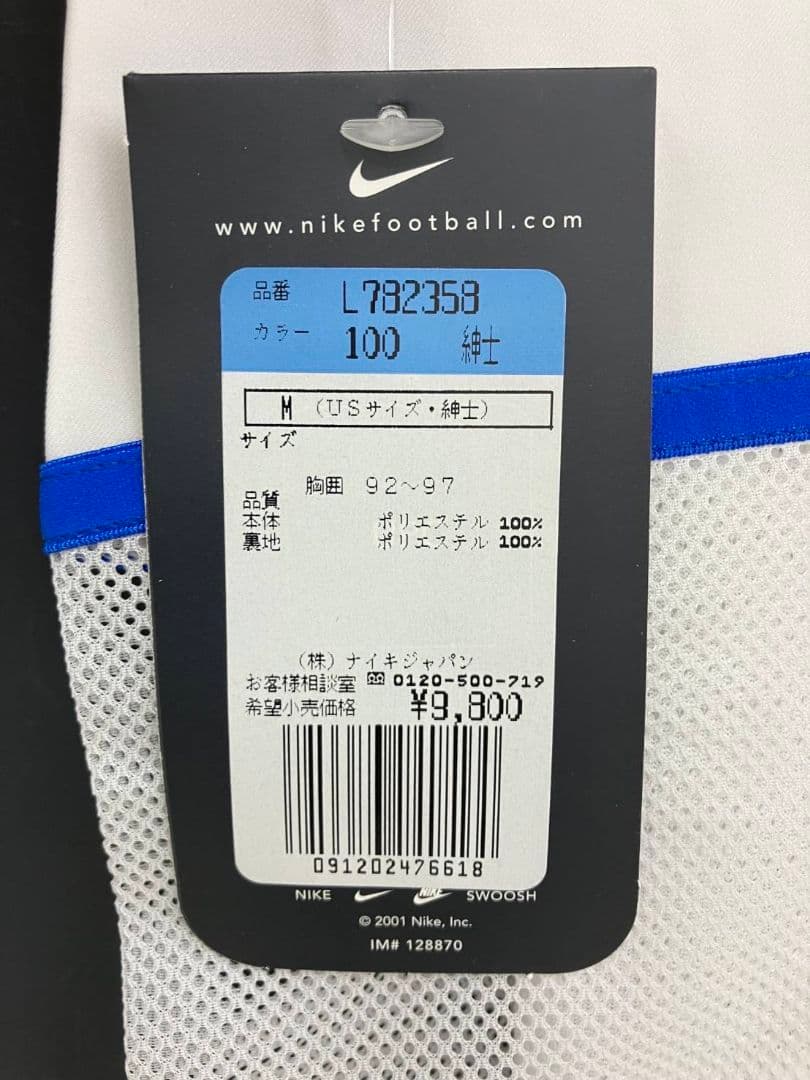 www.nikefootball.com
品番 L782358
カラー 100 紳士
M (USサイズ・紳士)
サイズ
胸囲 92～97
品質
本体 ポリエステル 100%
裏地 ポリエステル 100%
(株) ナイキジャパン
お客様相談室 ☎ 0120-500-719
希望小売価格 ¥9,800
091202476618
NIKE NIKE SWOOSH
© 2001 Nike, Inc.
IM# 128870